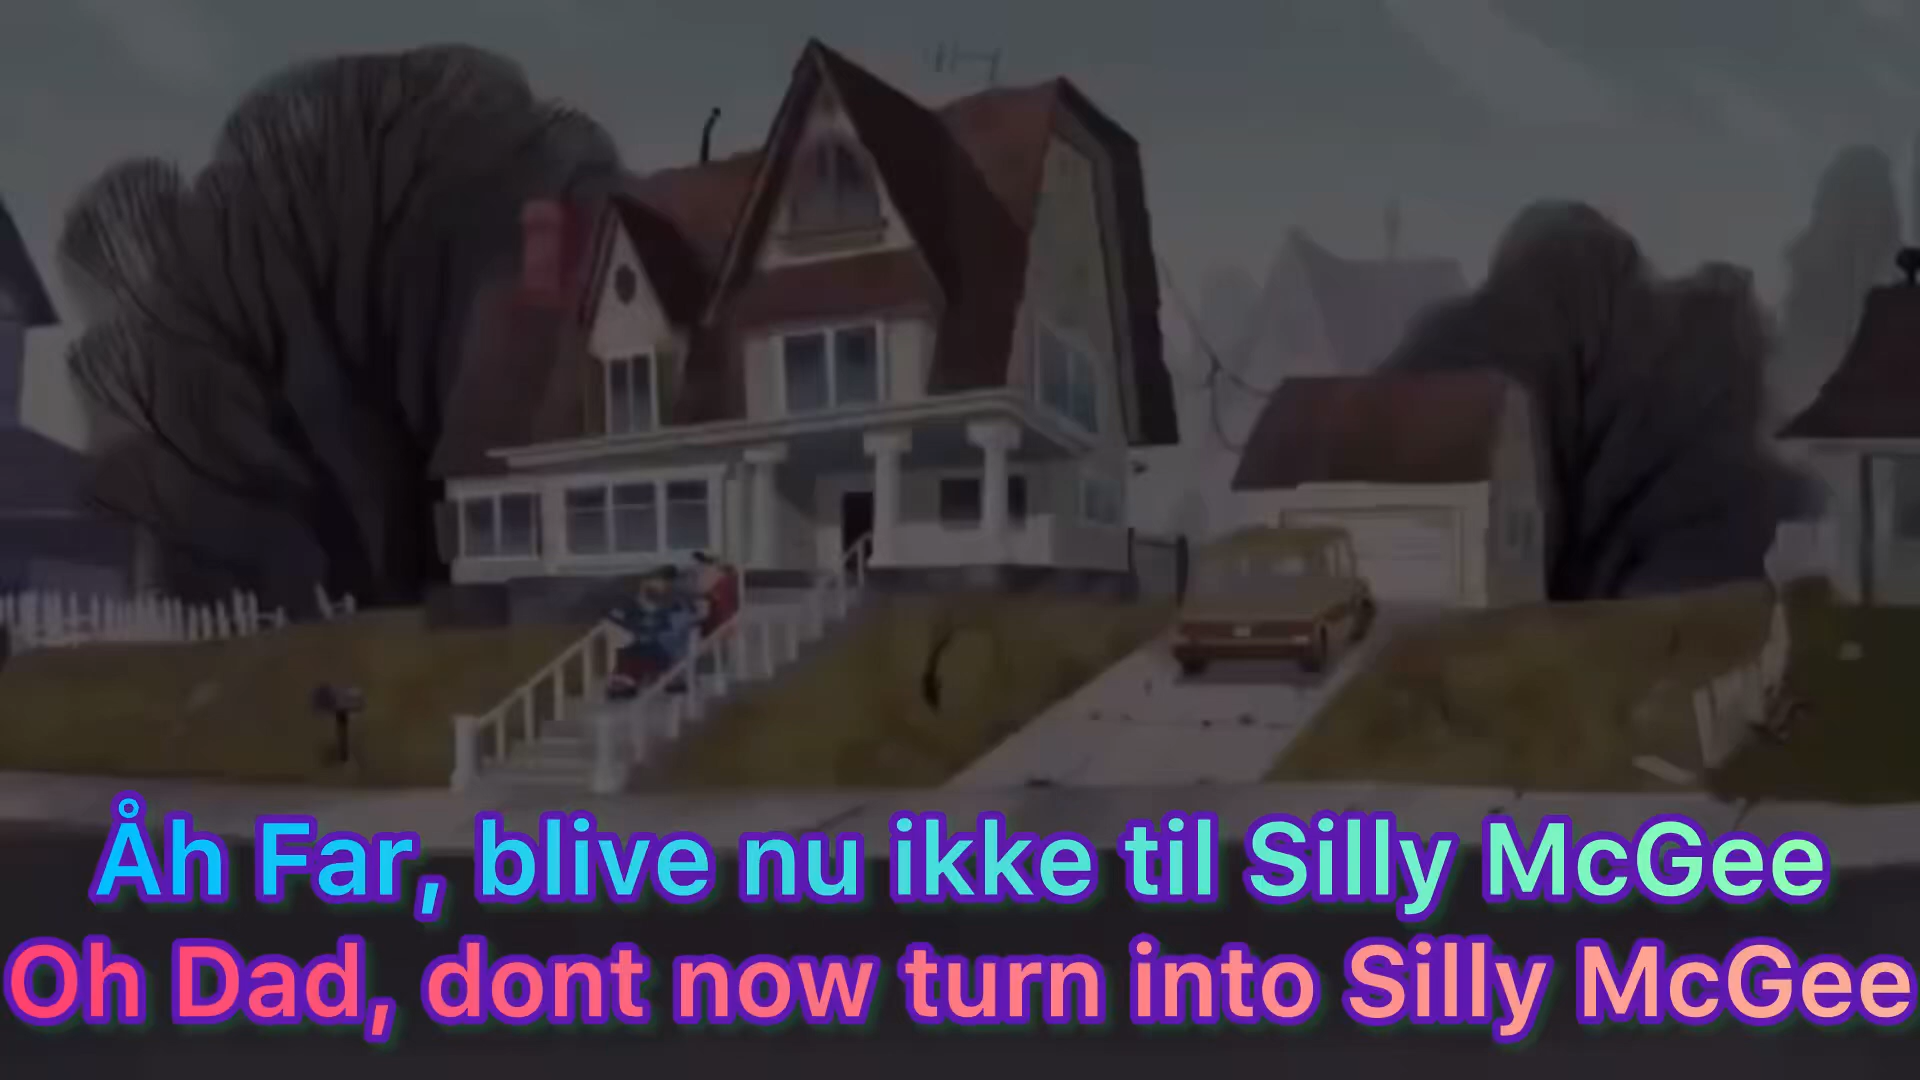 Åh Far, blive nu ikke til Silly McGee
Oh Dad, dont now turn into Silly McGee